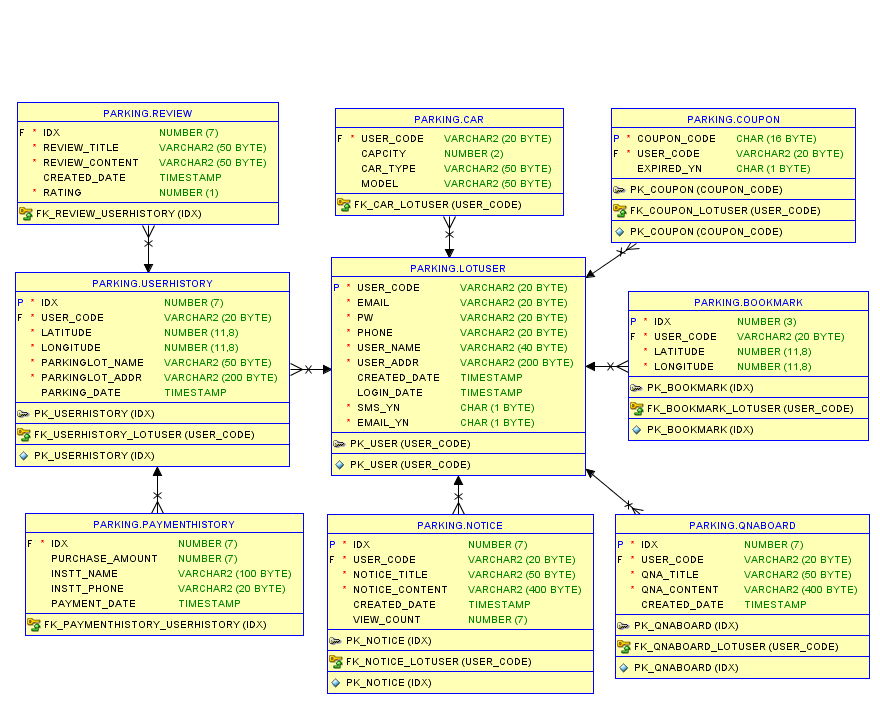 PARKING.REVIEW
F * IDX NUMBER (7)
* REVIEW_TITLE VARCHAR2 (50 BYTE)
* REVIEW_CONTENT VARCHAR2 (50 BYTE)
CREATED_DATE TIMESTAMP
* RATING NUMBER (1)
FK_REVIEW_USERHISTORY (IDX)
PARKING.CAR
F * USER_CODE VARCHAR2 (20 BYTE)
CAPCITY NUMBER (2)
CAR_TYPE VARCHAR2 (50 BYTE)
MODEL VARCHAR2 (50 BYTE)
FK_CAR_LOTUSER (USER_CODE)
PARKING.COUPON
P * COUPON_CODE CHAR (16 BYTE)
F * USER_CODE VARCHAR2 (20 BYTE)
EXPIRED_YN CHAR (1 BYTE)
PK_COUPON (COUPON_CODE)
FK_COUPON_LOTUSER (USER_CODE)
PK_COUPON (COUPON_CODE)
PARKING.USERHISTORY
P * IDX NUMBER (7)
F * USER_CODE VARCHAR2 (20 BYTE)
* LATITUDE NUMBER (11,8)
* LONGITUDE NUMBER (11,8)
* PARKINGLOT_NAME VARCHAR2 (50 BYTE)
* PARKINGLOT_ADDR VARCHAR2 (200 BYTE)
PARKING_DATE TIMESTAMP
PK_USERHISTORY (IDX)
FK_USERHISTORY_LOTUSER (USER_CODE)
PK_USERHISTORY (IDX)
PARKING.LOTUSER
P * USER_CODE VARCHAR2 (20 BYTE)
* EMAIL VARCHAR2 (20 BYTE)
* PW VARCHAR2 (20 BYTE)
* PHONE VARCHAR2 (20 BYTE)
* USER_NAME VARCHAR2 (40 BYTE)
* USER_ADDR VARCHAR2 (200 BYTE)
CREATED_DATE TIMESTAMP
LOGIN_DATE TIMESTAMP
* SMS_YN CHAR (1 BYTE)
* EMAIL_YN CHAR (1 BYTE)
PK_USER (USER_CODE)
PK_USER (USER_CODE)
PARKING.BOOKMARK
P * IDX NUMBER (3)
F * USER_CODE VARCHAR2 (20 BYTE)
* LATITUDE NUMBER (11,8)
* LONGITUDE NUMBER (11,8)
PK_BOOKMARK (IDX)
FK_BOOKMARK_LOTUSER (USER_CODE)
PK_BOOKMARK (IDX)
PARKING.PAYMENTHISTORY
F * IDX NUMBER (7)
PURCHASE_AMOUNT NUMBER (7)
INSTT_NAME VARCHAR2 (100 BYTE)
INSTT_PHONE VARCHAR2 (20 BYTE)
PAYMENT_DATE TIMESTAMP
FK_PAYMENTHISTORY_USERHISTORY (IDX)
PARKING.NOTICE
P * IDX NUMBER (7)
F * USER_CODE VARCHAR2 (20 BYTE)
* NOTICE_TITLE VARCHAR2 (50 BYTE)
* NOTICE_CONTENT VARCHAR2 (400 BYTE)
CREATED_DATE TIMESTAMP
VIEW_COUNT NUMBER (7)
PK_NOTICE (IDX)
FK_NOTICE_LOTUSER (USER_CODE)
PK_NOTICE (IDX)
PARKING.QNABOARD
P * IDX NUMBER (7)
F * USER_CODE VARCHAR2 (20 BYTE)
* QNA_TITLE VARCHAR2 (50 BYTE)
* QNA_CONTENT VARCHAR2 (400 BYTE)
CREATED_DATE TIMESTAMP
PK_QNABOARD (IDX)
FK_QNABOARD_LOTUSER (USER_CODE)
PK_QNABOARD (IDX)